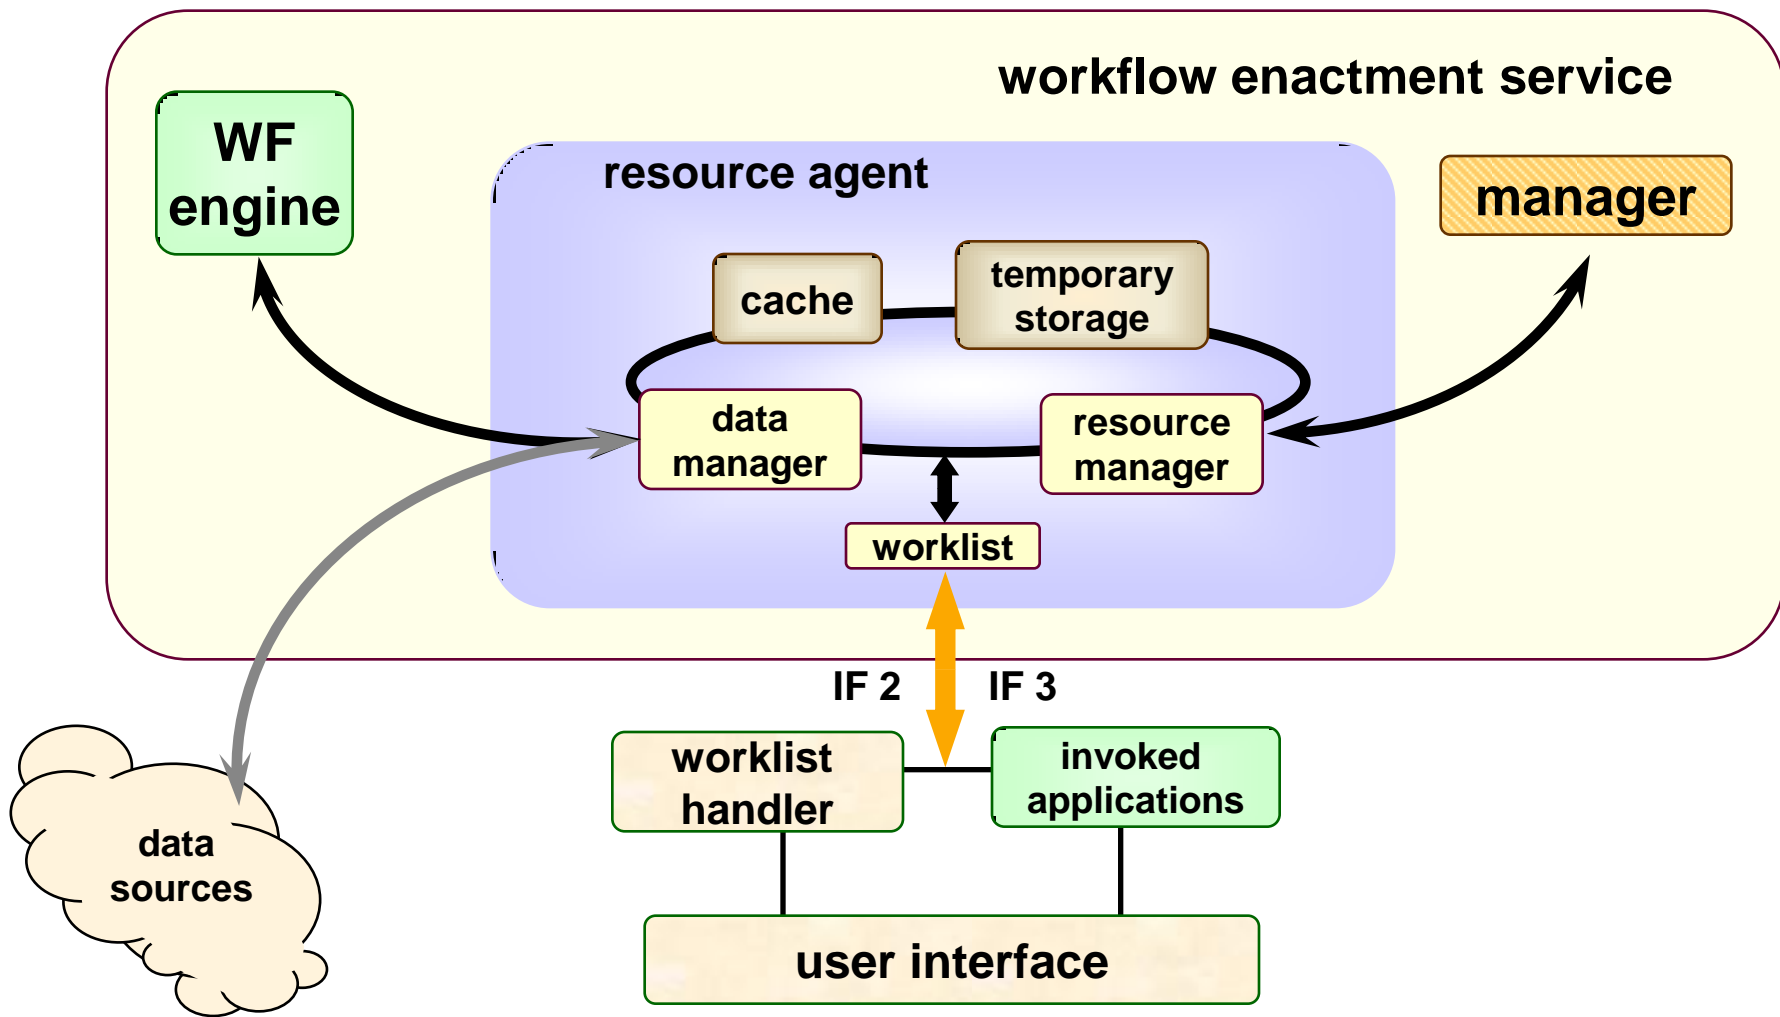 workflow enactment service
WF
engine
resource agent
manager
cache
temporary
storage
data
manager
resource
manager
worklist
IF 2
IF 3
worklist
handler
invoked
applications
data
sources
user interface